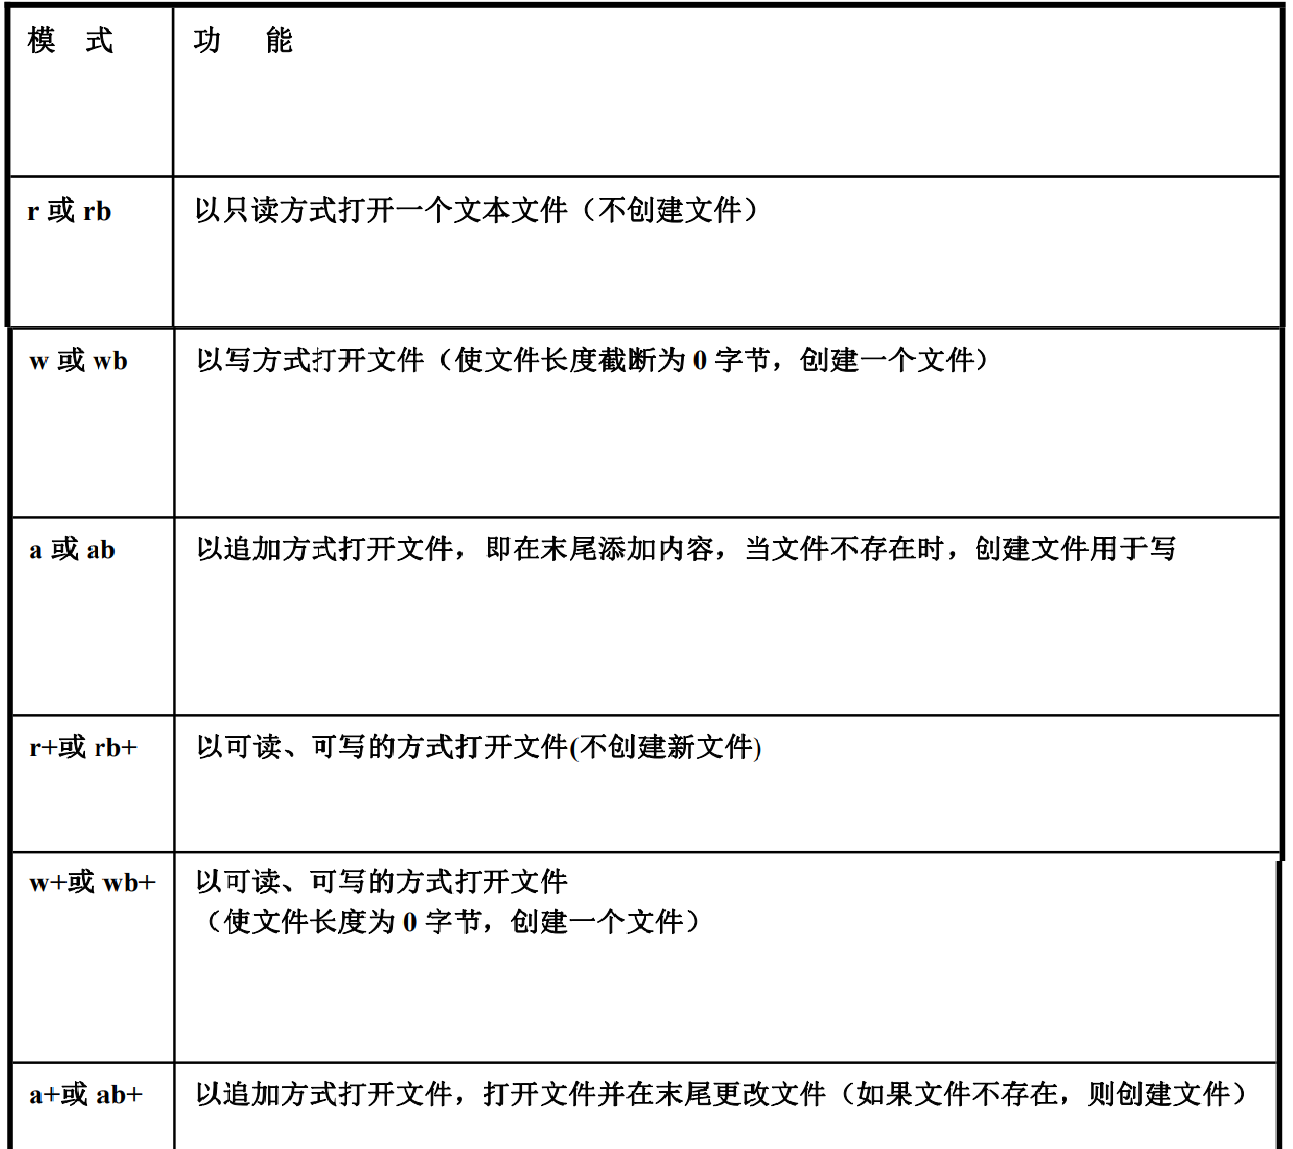 模 式 功 能
r 或 rb 以只读方式打开一个文本文件（不创建文件）
w 或 wb 以写方式打开文件（使文件长度截断为 0 字节，创建一个文件）
a 或 ab 以追加方式打开文件，即在末尾添加内容，当文件不存在时，创建文件用于写
r+或 rb+ 以可读、可写的方式打开文件(不创建新文件)
w+或 wb+ 以可读、可写的方式打开文件
（使文件长度为 0 字节，创建一个文件）
a+或 ab+ 以追加方式打开文件，打开文件并在末尾更改文件（如果文件不存在，则创建文件）